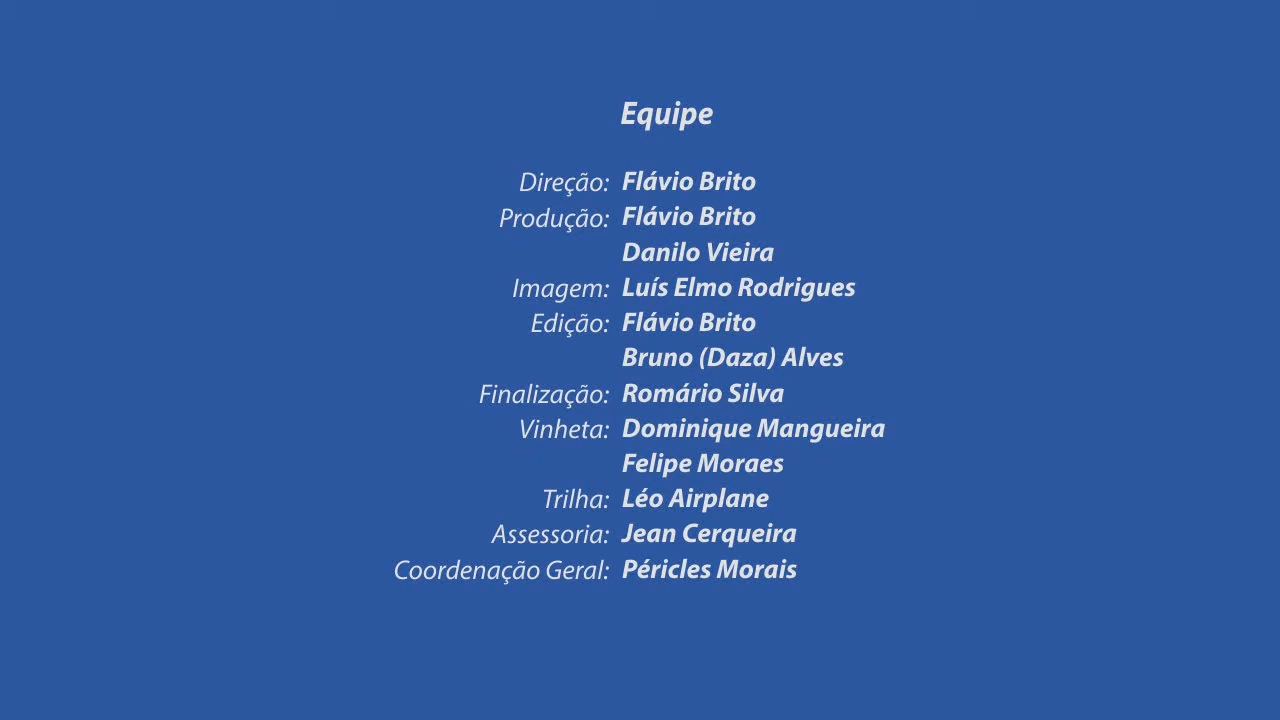 Equipe
Direção: Flávio Brito
Produção: Flávio Brito
Danilo Vieira
Imagem: Luís Elmo Rodrigues
Edição: Flávio Brito
Bruno (Daza) Alves
Finalização: Romário Silva
Vinheta: Dominique Mangueira
Felipe Moraes
Trilha: Léo Airplane
Assessoria: Jean Cerqueira
Coordenação Geral: Péricles Morais